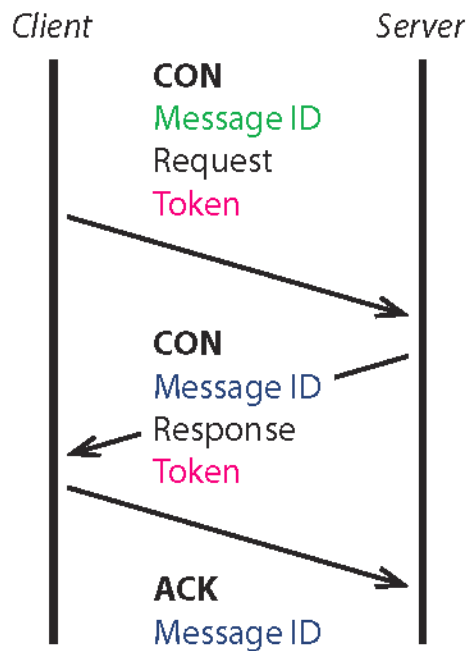 Client
Server
CON
Message ID
Request
Token
CON
Message ID
Response
Token
ACK
Message ID